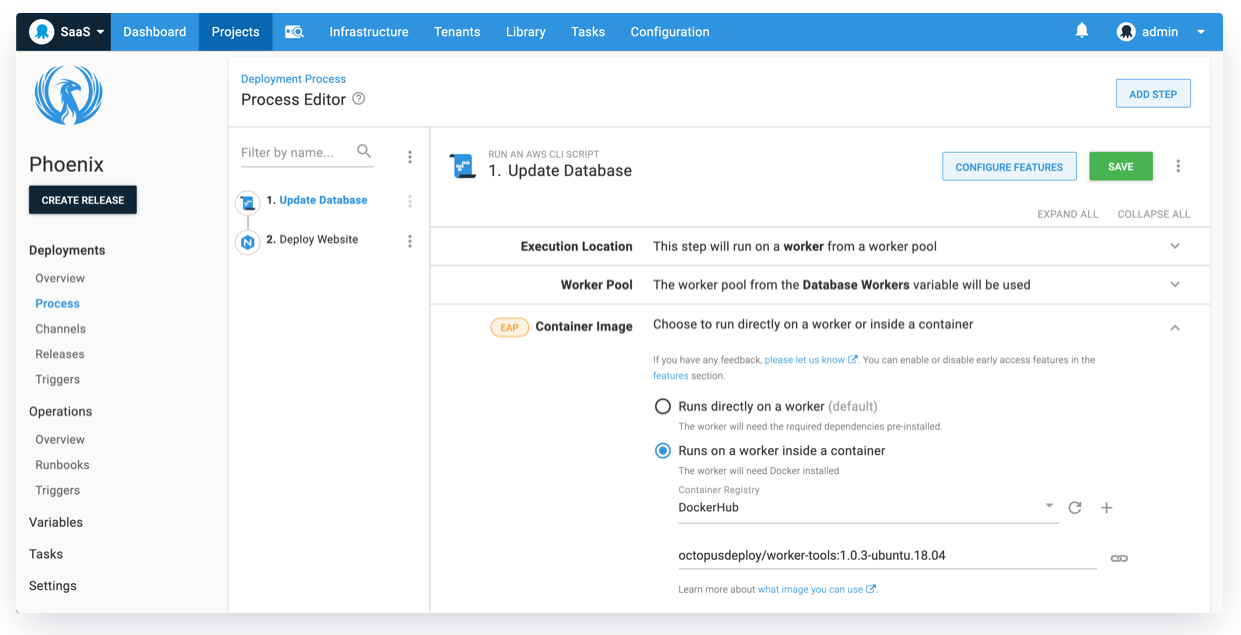 SaaS Dashboard Projects Infrastructure Tenants Library Tasks Configuration admin
Phoenix
CREATE RELEASE
Deployments
Overview
Process
Channels
Releases
Triggers
Operations
Overview
Runbooks
Triggers
Variables
Tasks
Settings
Deployment Process
Process Editor
ADD STEP
Filter by name...
1. Update Database
2. Deploy Website
RUN AN AWS CLI SCRIPT
1. Update Database
CONFIGURE FEATURES SAVE
EXPAND ALL COLLAPSE ALL
Execution Location This step will run on a worker from a worker pool
Worker Pool The worker pool from the Database Workers variable will be used
EAP Container Image Choose to run directly on a worker or inside a container
If you have any feedback, please let us know. You can enable or disable early access features in the
features section.
Runs directly on a worker (default)
The worker will need the required dependencies pre-installed.
Runs on a worker inside a container
The worker will need Docker installed
Container Registry
DockerHub
octopusdeploy/worker-tools:1.0.3-ubuntu.18.04
Learn more about what image you can use.